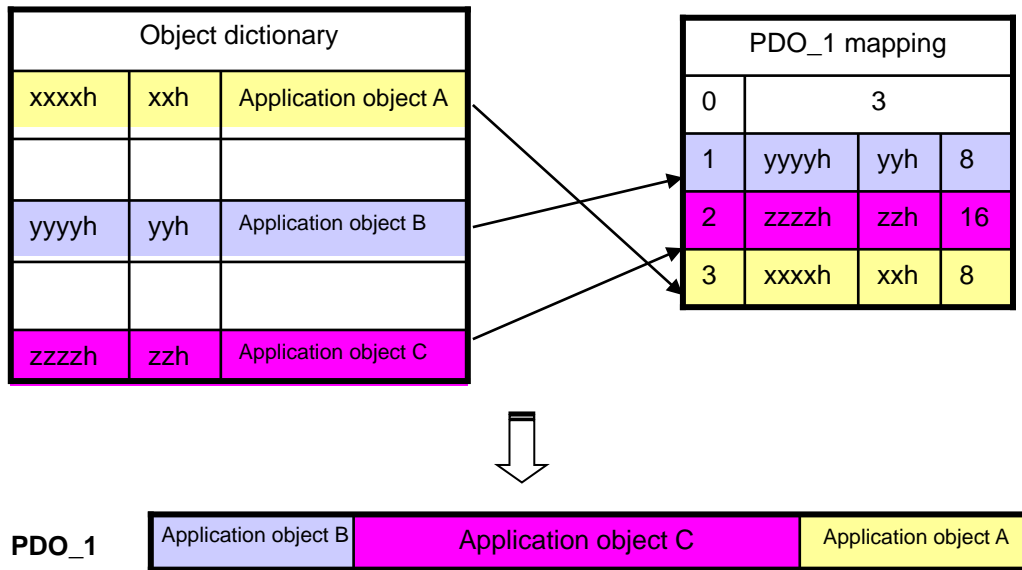 Object dictionary
xxxxh xxh Application object A
yyyyh yyh Application object B
zzzzh zzh Application object C
PDO_1 mapping
0 3
1 yyyyh yyh 8
2 zzzzh zzh 16
3 xxxxh xxh 8
PDO_1 Application object B Application object C Application object A